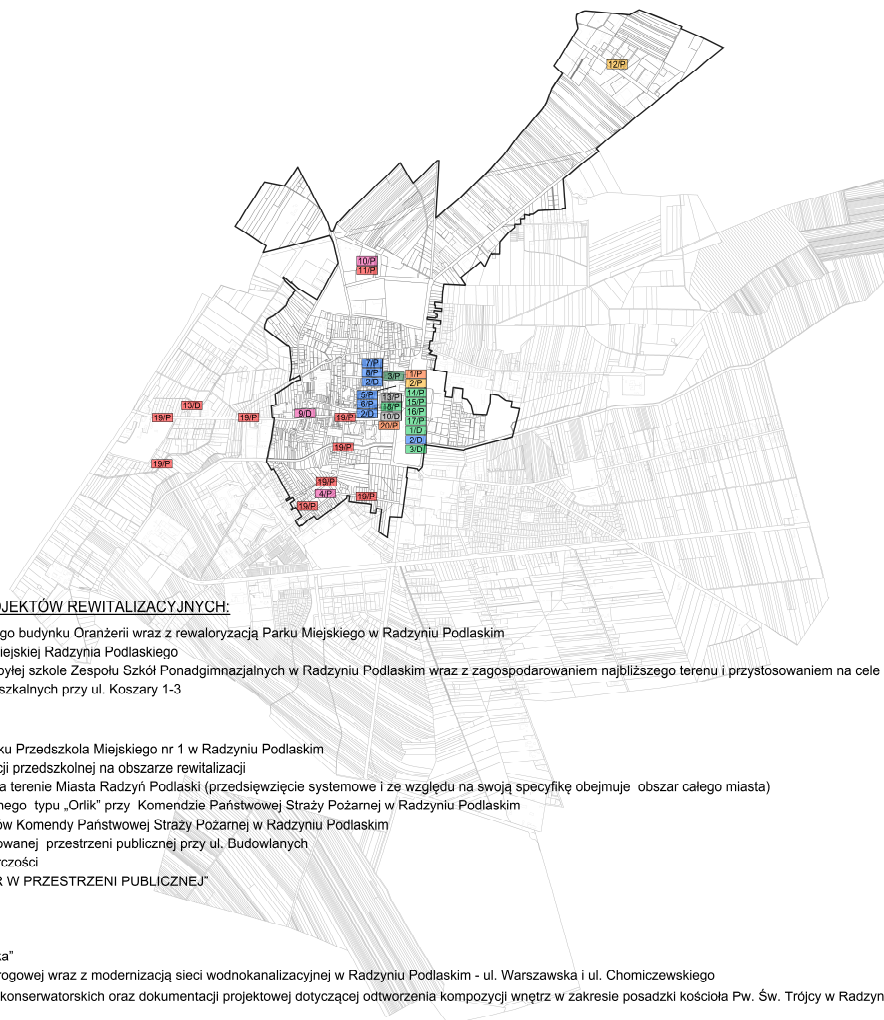 12/P
10/P
11/P
7/P
8/P
2/D
3/P
1/P
2/P
5/P
6/P
2/D
13/P
10/D
20/P
14/P
15/P
16/P
17/P
1/D
2/D
3/D
9/D
19/P
13/D
19/P
19/P
19/P
19/P
19/P
4/P
19/P
19/P
OJEKTÓW REWITALIZACYJNYCH:
go budynku Oranżerii wraz z rewaloryzacją Parku Miejskiego w Radzyniu Podlaskim
iejskiej Radzynia Podlaskiego
byłej szkole Zespołu Szkół Ponadgimnazjalnych w Radzyniu Podlaskim wraz z zagospodarowaniem najbliższego terenu i przystosowaniem na cele
szkalnych przy ul. Koszary 1-3
ku Przedszkola Miejskiego nr 1 w Radzyniu Podlaskim
cji przedszkolnej na obszarze rewitalizacji
a terenie Miasta Radzyń Podlaski (przedsięwzięcie systemowe i ze względu na swoją specyfikę obejmuje obszar całego miasta)
nego typu „Orlik” przy Komendzie Państwowej Straży Pożarnej w Radzyniu Podlaskim
ów Komendy Państwowej Straży Pożarnej w Radzyniu Podlaskim
owanej przestrzeni publicznej przy ul. Budowlanych
rczości
R W PRZESTRZENI PUBLICZNEJ”
ka”
rogowej wraz z modernizacją sieci wodnokanalizacyjnej w Radzyniu Podlaskim - ul. Warszawska i ul. Chomiczewskiego
konserwatorskich oraz dokumentacji projektowej dotyczącej odtworzenia kompozycji wnętrz w zakresie posadzki kościoła Pw. Św. Trójcy w Radzyn